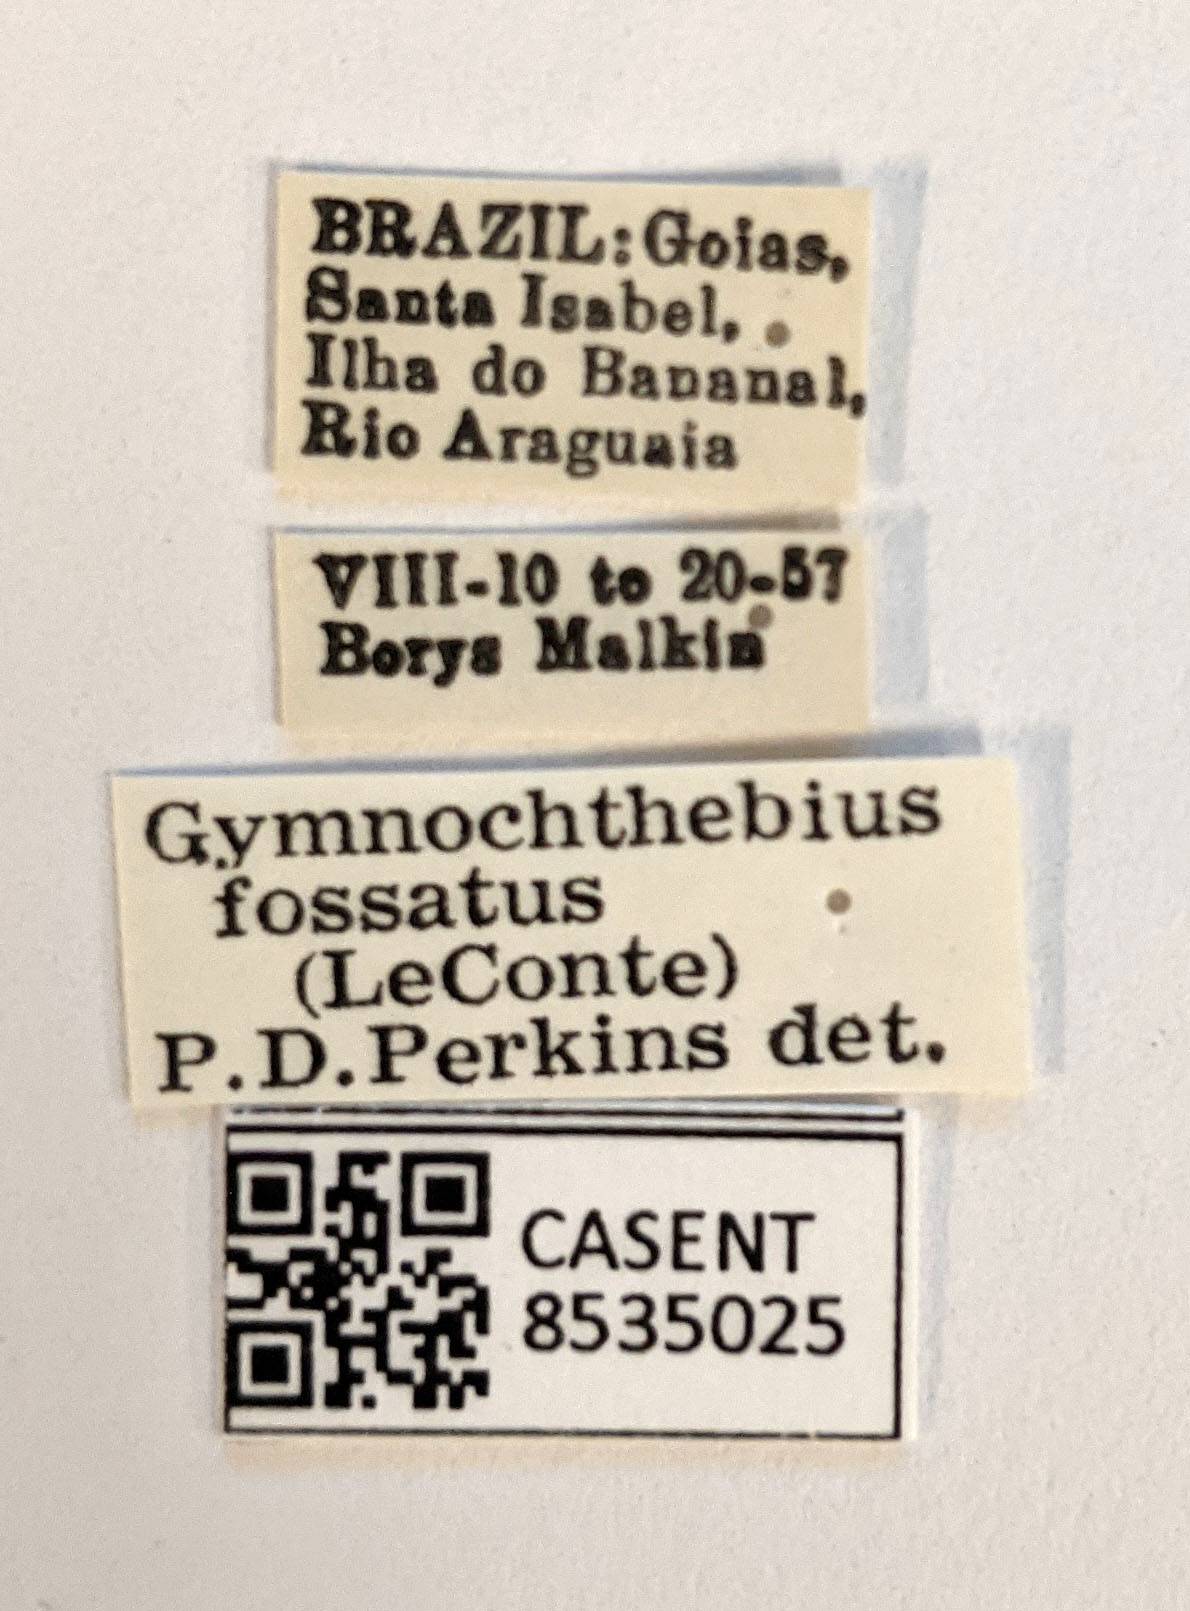 BRAZIL: Goias,
Santa Isabel,
Ilha do Bananal,
Rio Araguaia
VIII-10 to 20-57
Borys Malkin
Gymnochthebius
fossatus
(LeConte)
P.D.Perkins det.
CASENT
8535025